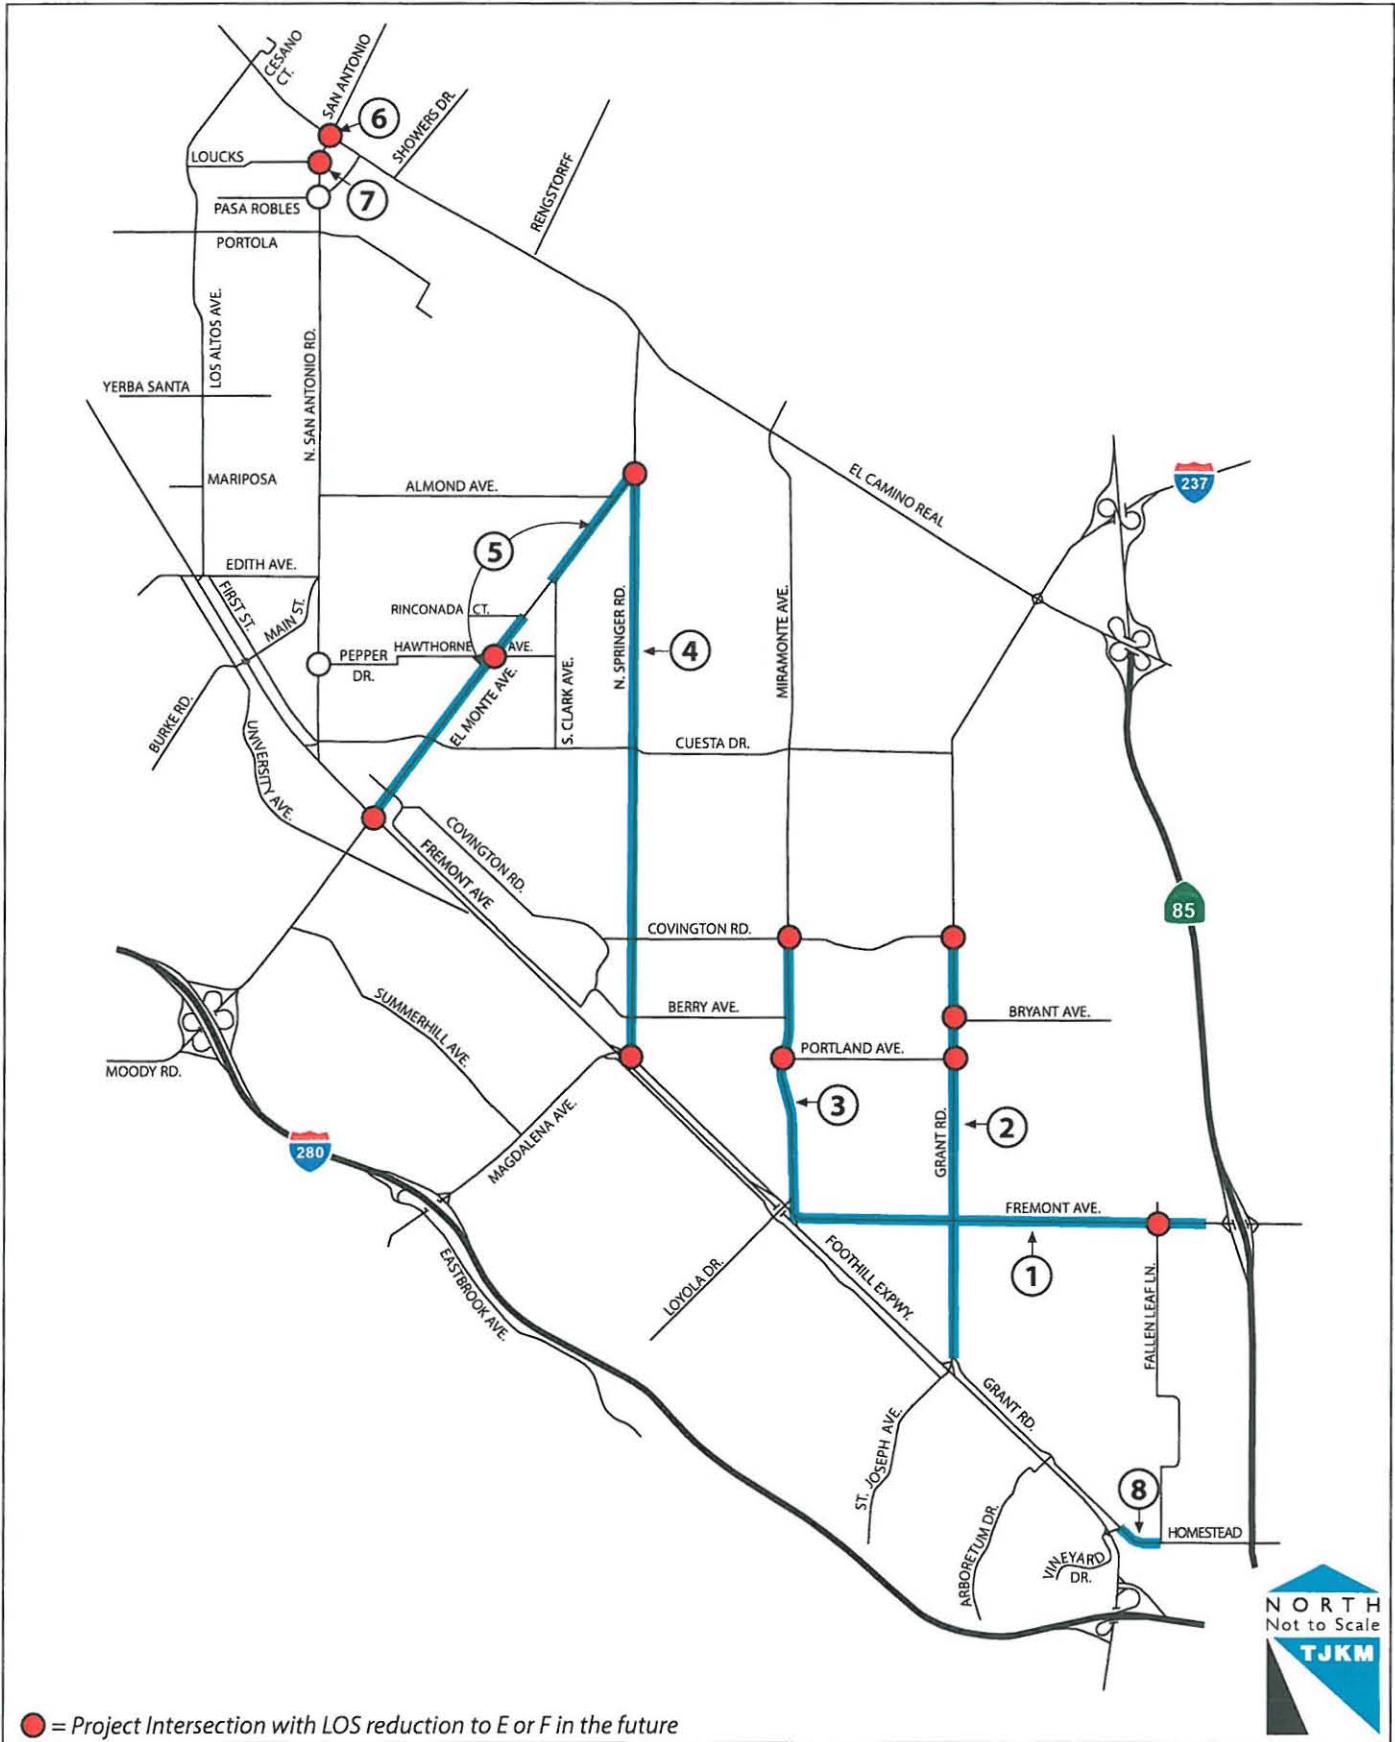 CESANO
CT.
SAN ANTONIO
6
SHOWERS DR.
LOUCKS
7
PASA ROBLES
RENGSTORFF
PORTOLA
LOS ALTOS AVE.
N. SAN ANTONIO RD.
YERBA SANTA
MARIPOSA
ALMOND AVE.
EL CAMINO REAL
237
5
EDITH AVE.
FIRST ST.
MAIN ST.
RINCONADA CT.
N. SPRINGER RD.
MIRAMONTE AVE.
HAWTHORNE AVE.
PEPPER
DR.
4
EL MONTE AVE.
S. CLARK AVE.
BURKE RD.
UNIVERSITY AVE.
CUESTA DR.
COVINGTON RD.
FREMONT AVE
85
COVINGTON RD.
SUMMERHILL AVE.
BERRY AVE.
BRYANT AVE.
PORTLAND AVE.
MOODY RD.
3
2
280
MAGDALENA AVE.
GRANT RD.
FREMONT AVE.
1
EASTBROOK AVE.
LOYOLA DR.
FOOTHILL EXPWY.
FALLEN LEAF LN.
GRANT RD.
ST. JOSEPH AVE.
8
HOMESTEAD
ARBORETUM DR.
VINEYARD
DR.
NORTH
Not to Scale
TJKM
= Project Intersection with LOS reduction to E or F in the future